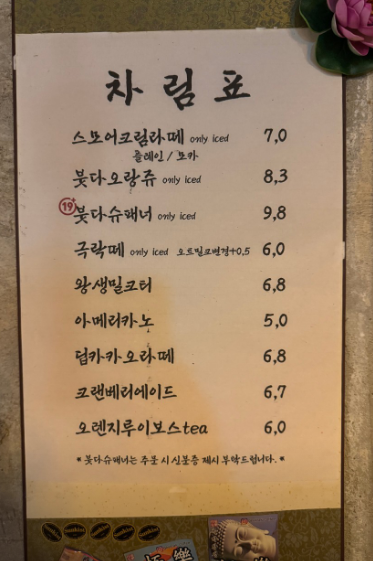 차림표
스모어크림라떼 only iced 7,0
플레인 / 모카
붓다오랑쥬 only iced 8,3
19 붓다슈패너 only iced 9,8
극락떼 only iced 오트밀크변경+0.5 6,0
왕생밀크티 6,8
아메리카노 5,0
딥카카오라떼 6,8
크랜베리에이드 6,7
오렌지루이보스tea 6,0
* 붓다슈패너는 주문 시 신분증 제시 부탁드립니다. *